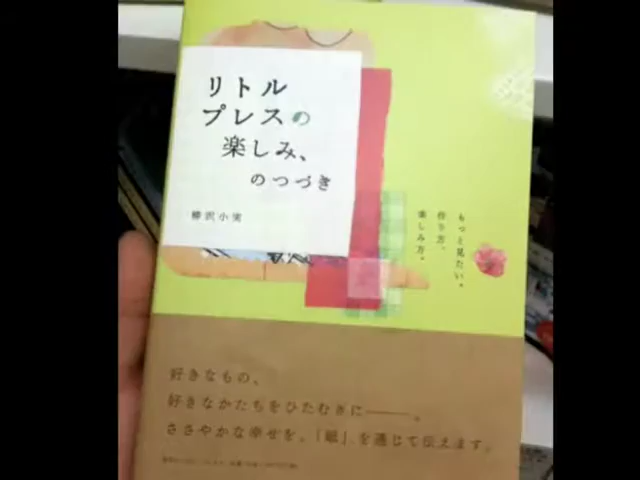 リトル
プレスの
楽しみ、
のつづき
柳沢小実
もっと見たい。
作り方、
楽しみ方。
好きなもの、
好きなかたちをひたむきに———。
ささやかな幸せを、「紙」を通じて伝えます。